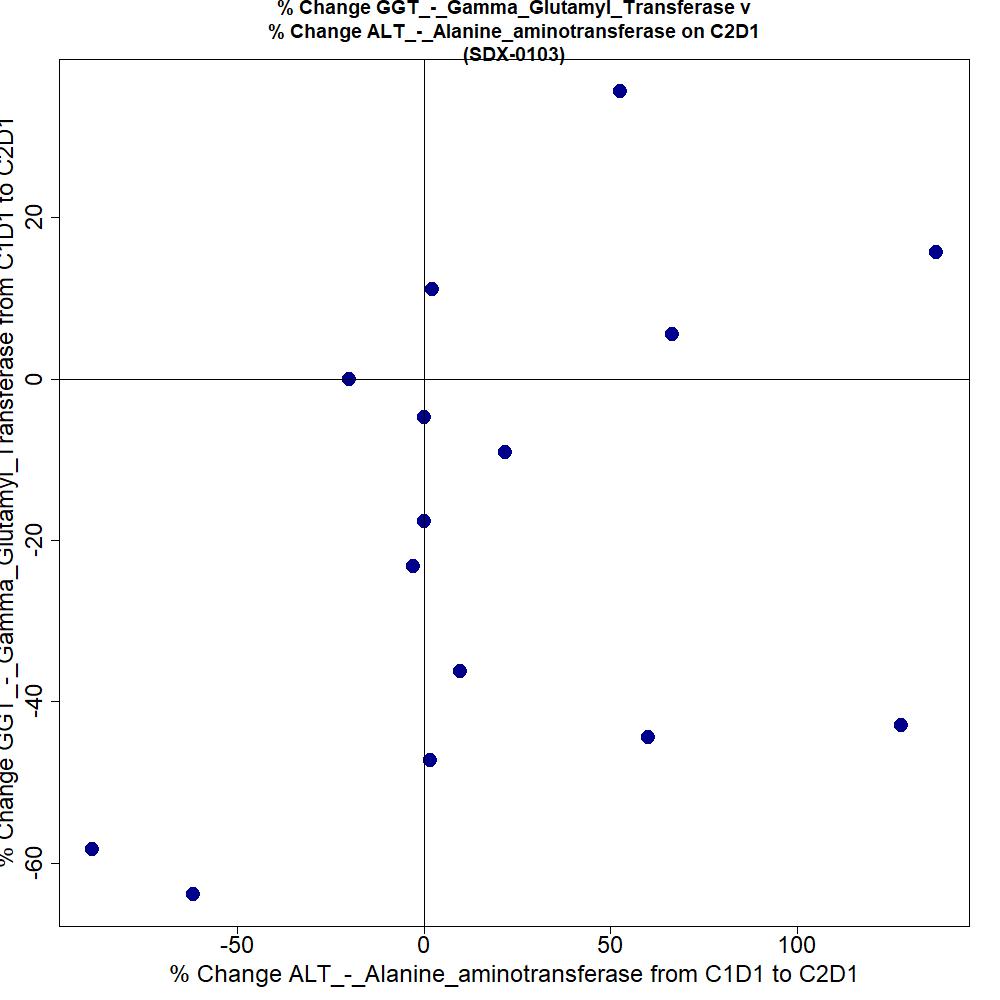 % Change GGT_-_Gamma_Glutamyl_Transferase v
% Change ALT_-_Alanine_aminotransferase on C2D1
(SDX-0103)
% Change GGT_-_Gamma_Glutamyl_Transferase from C1D1 to C2D1
20
0
-20
-40
-60
-50
0
50
100
% Change ALT_-_Alanine_aminotransferase from C1D1 to C2D1